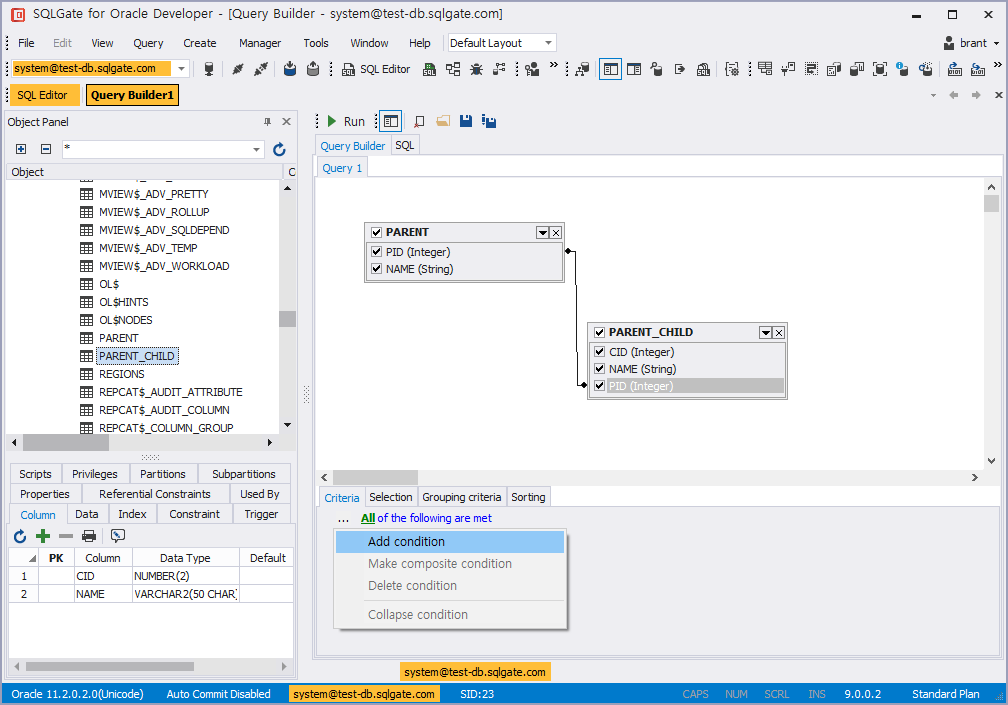 SQLGate for Oracle Developer - [Query Builder - system@test-db.sqlgate.com]
File Edit View Query Create Manager Tools Window Help Default Layout brant
system@test-db.sqlgate.com SQL Editor
SQL Editor Query Builder1
Object Panel
Run
*
Query Builder SQL
Object C
Query 1
MVIEW$_ADV_PRETTY
MVIEW$_ADV_ROLLUP
MVIEW$_ADV_SQLDEPEND
MVIEW$_ADV_TEMP
MVIEW$_ADV_WORKLOAD
OL$
OL$HINTS
OL$NODES
PARENT
PARENT_CHILD
REGIONS
REPCAT$_AUDIT_ATTRIBUTE
REPCAT$_AUDIT_COLUMN
REPCAT$_COLUMN_GROUP
PARENT
PID (Integer)
NAME (String)
PARENT_CHILD
CID (Integer)
NAME (String)
PID (Integer)
Scripts Privileges Partitions Subpartitions
Properties Referential Constraints Used By
Column Data Index Constraint Trigger
PK Column Data Type Default
1 CID NUMBER(2)
2 NAME VARCHAR2(50 CHAR)
Criteria Selection Grouping criteria Sorting
... All of the following are met
Add condition
Make composite condition
Delete condition
Collapse condition
system@test-db.sqlgate.com
Oracle 11.2.0.2.0(Unicode) Auto Commit Disabled system@test-db.sqlgate.com SID:23 CAPS NUM SCRL INS 9.0.0.2 Standard Plan